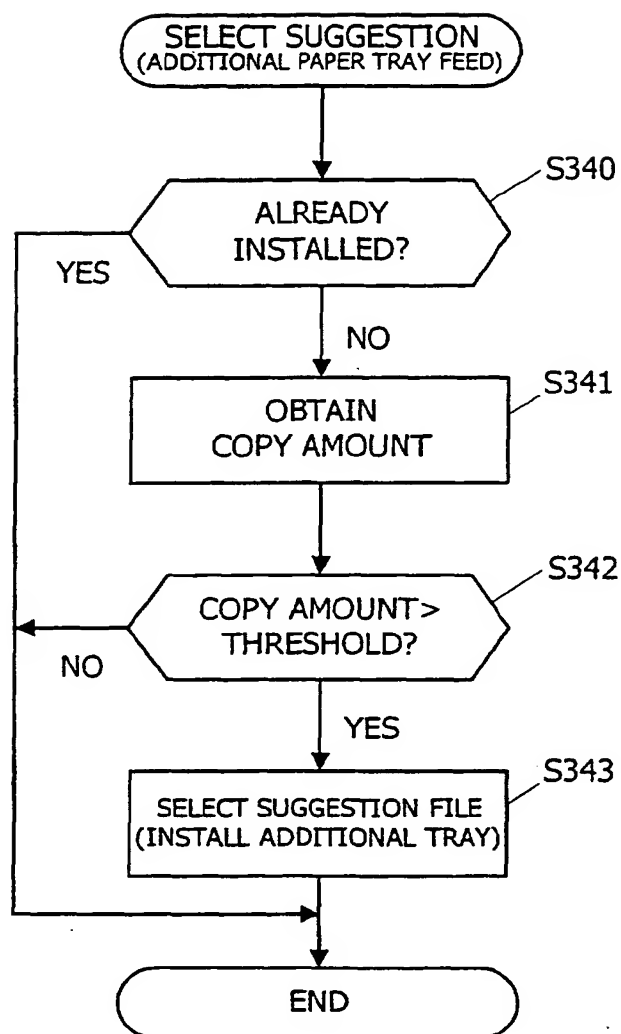 SELECT SUGGESTION
(ADDITIONAL PAPER TRAY FEED)
S340
ALREADY
INSTALLED?
YES
NO
S341
OBTAIN
COPY AMOUNT
S342
COPY AMOUNT>
THRESHOLD?
NO
YES
S343
SELECT SUGGESTION FILE
(INSTALL ADDITIONAL TRAY)
END